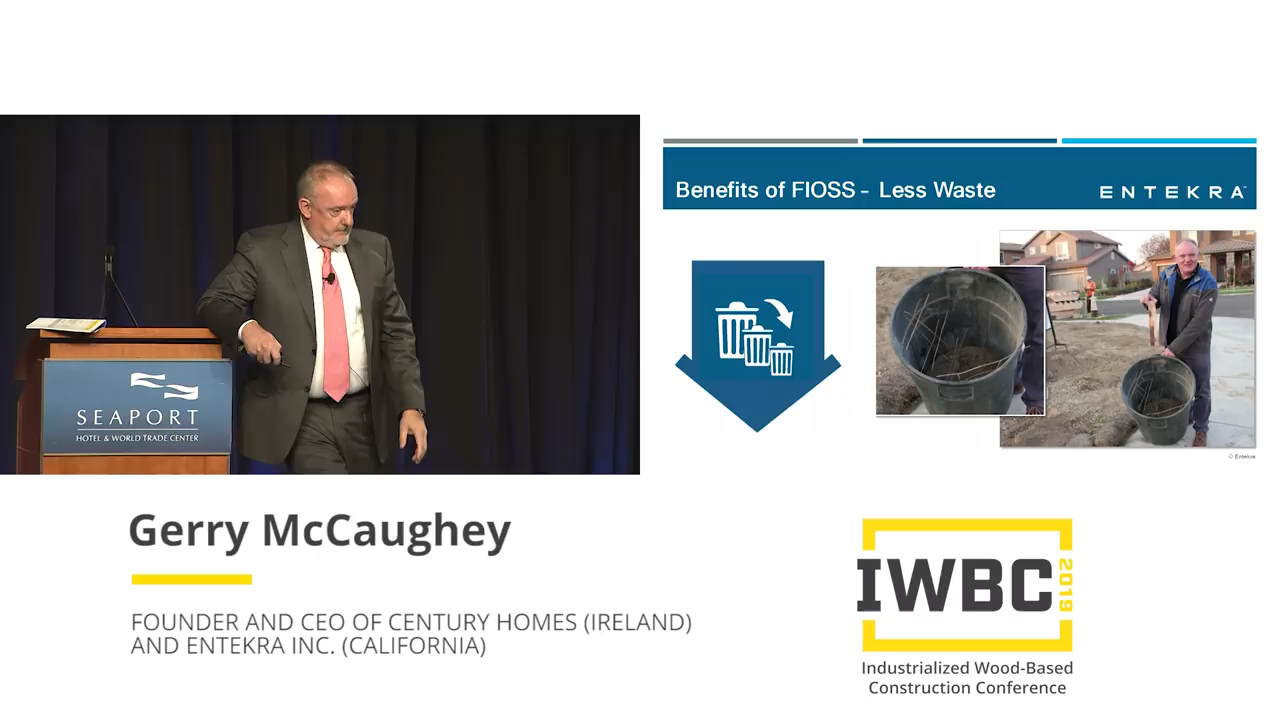 Benefits of FIOSS - Less Waste
ENTEKRA™
SEAPORT
HOTEL & WORLD TRADE CENTER
© Entekra
Gerry McCaughey
FOUNDER AND CEO OF CENTURY HOMES (IRELAND)
AND ENTEKRA INC. (CALIFORNIA)
IWBC 2019
Industrialized Wood-Based
Construction Conference